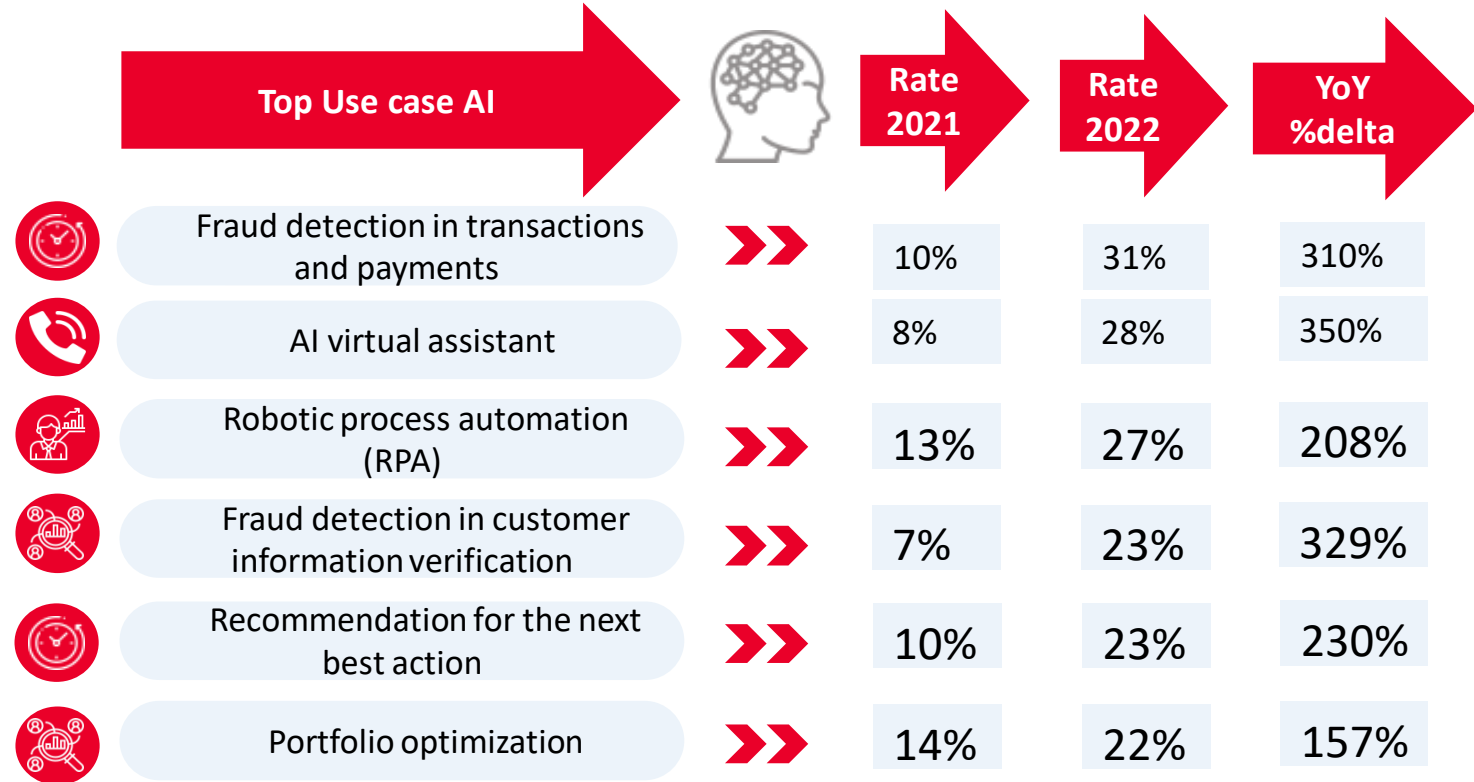 Top Use case AI
Rate
2021
Rate
2022
YoY
%delta
Fraud detection in transactions
and payments
10%
31%
310%
AI virtual assistant
8%
28%
350%
Robotic process automation
(RPA)
13%
27%
208%
Fraud detection in customer
information verification
7%
23%
329%
Recommendation for the next
best action
10%
23%
230%
Portfolio optimization
14%
22%
157%